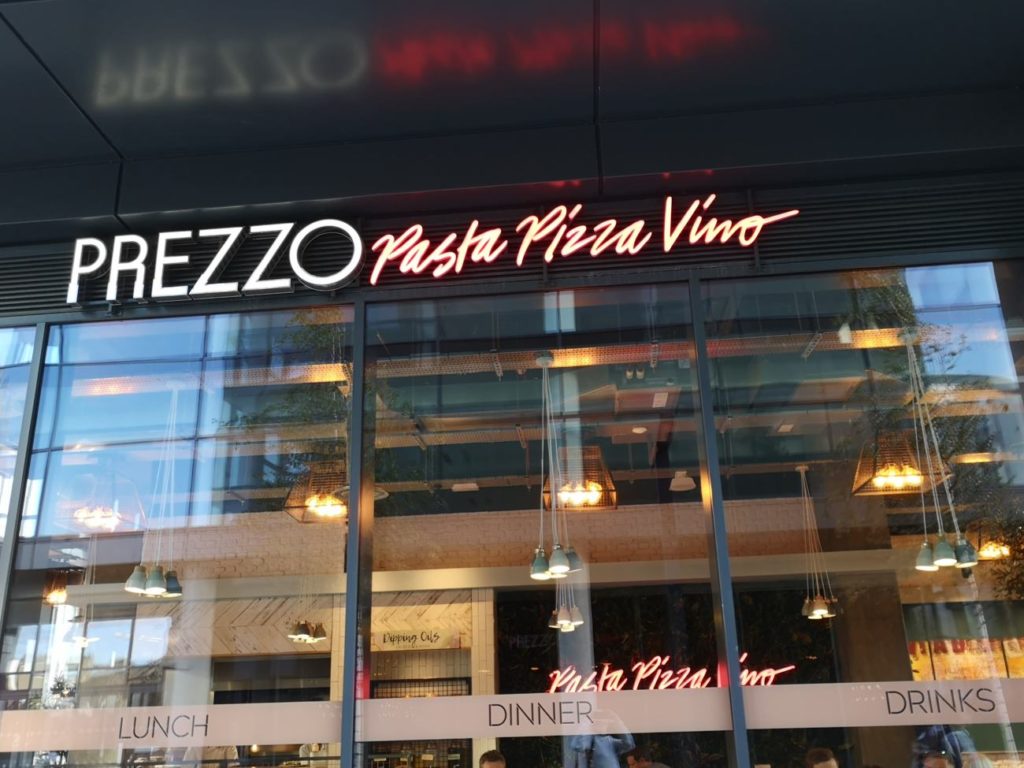 PREZZO Pasta Pizza Vino
Dipping Oils
Pasta Pizza Vino
LUNCH DINNER DRINKS